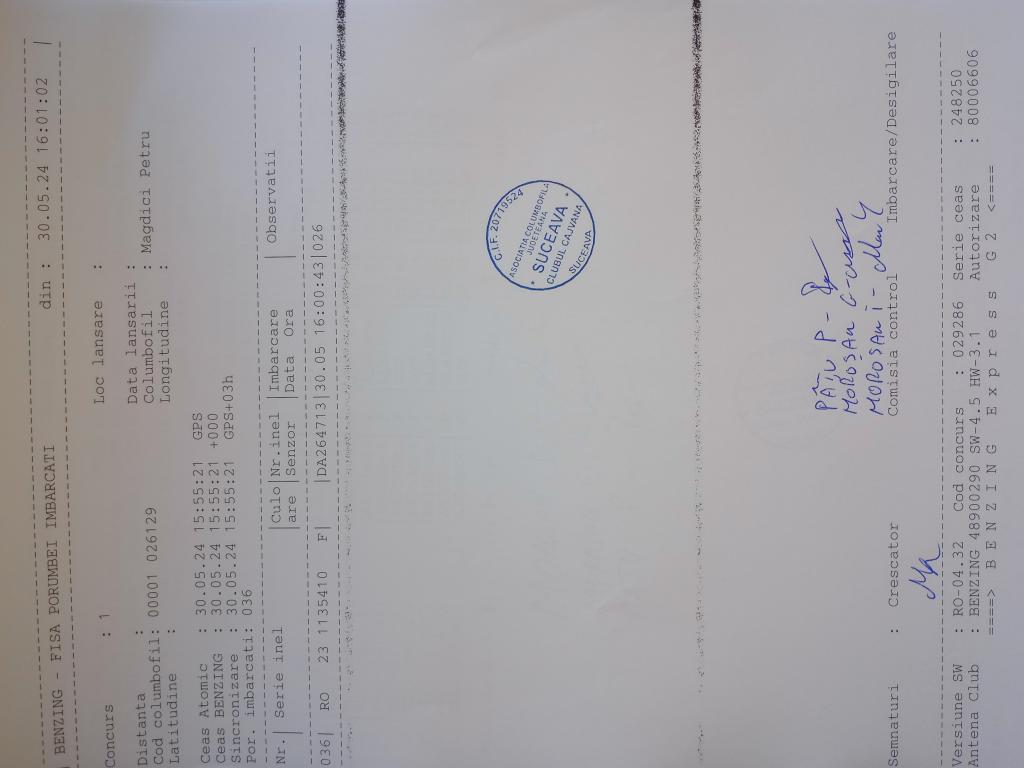 BENZING - FISA PORUMBEI IMBARCATI din : 30.05.24 16:01:02 |
Concurs : 1 Loc lansare :
Distanta : Data lansarii :
Cod columbofil: 00001 026129 Columbofil : Magdici Petru
Latitudine : Longitudine :
Ceas Atomic : 30.05.24 15:55:21 GPS
Ceas BENZING : 30.05.24 15:55:21 +000
Sincronizare : 30.05.24 15:55:21 GPS+03h
Por. imbarcati: 036
Nr.| Serie inel |Culo|Nr.inel |Imbarcare | Observatii
are |Senzor |Data Ora |
036| RO 23 1135410 F| |DA264713|30.05 16:00:43|026
C.I.F. 20719524
ASOCIATIA COLUMBOFILA
JUDETEANA
* SUCEAVA *
CLUBUL CAJVANA
SUCEAVA
PÂIU P -
MOROȘAN G-
MOROȘAN i -
Semnaturi : Crescator Comisia control Imbarcare/Desigilare
Versiune SW : RO-04.32 Cod concurs : 029286 Serie ceas : 248250
Antena Club : BENZING 48900290 SW-4.5 HW-3.1 Autorizare : 80006606
====> B E N Z I N G E x p r e s s G 2 <====